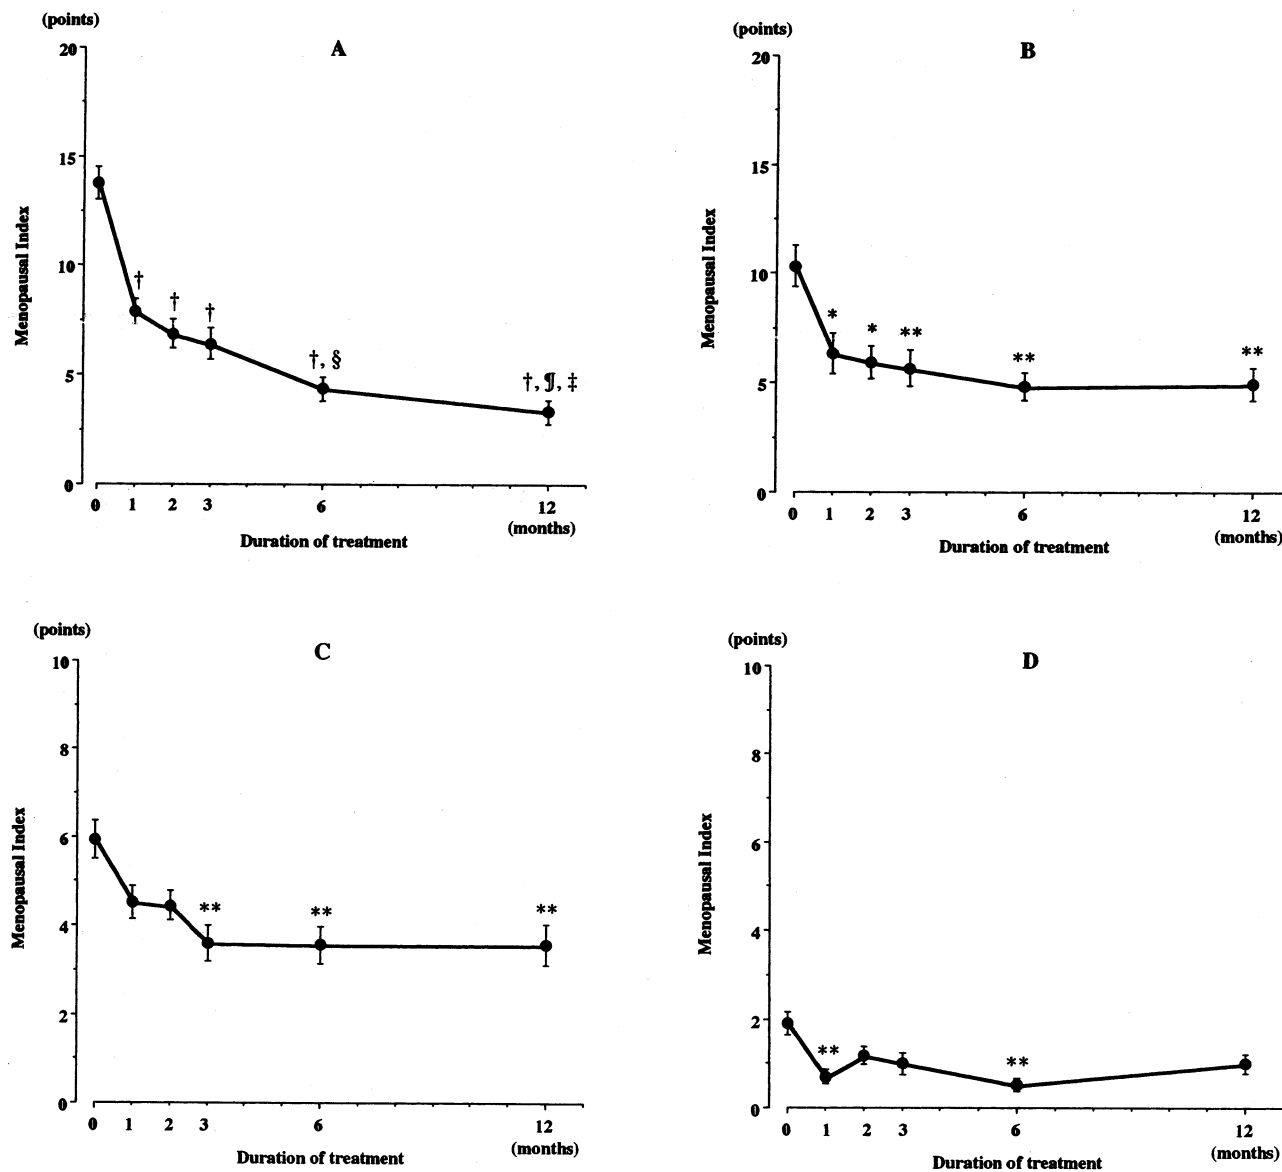 (points)
A
20
15
10
5
0
Menopausal Index
†
†
†
†, §
†, ¶, ‡
0 1 2 3 6 12
(months)
Duration of treatment
(points)
B
20
15
10
5
0
Menopausal Index
*
*
**
**
**
0 1 2 3 6 12
(months)
Duration of treatment
(points)
C
10
8
6
4
2
0
Menopausal Index
**
**
**
0 1 2 3 6 12
(months)
Duration of treatment
(points)
D
10
8
6
4
2
0
Menopausal Index
**
**
0 1 2 3 6 12
(months)
Duration of treatment